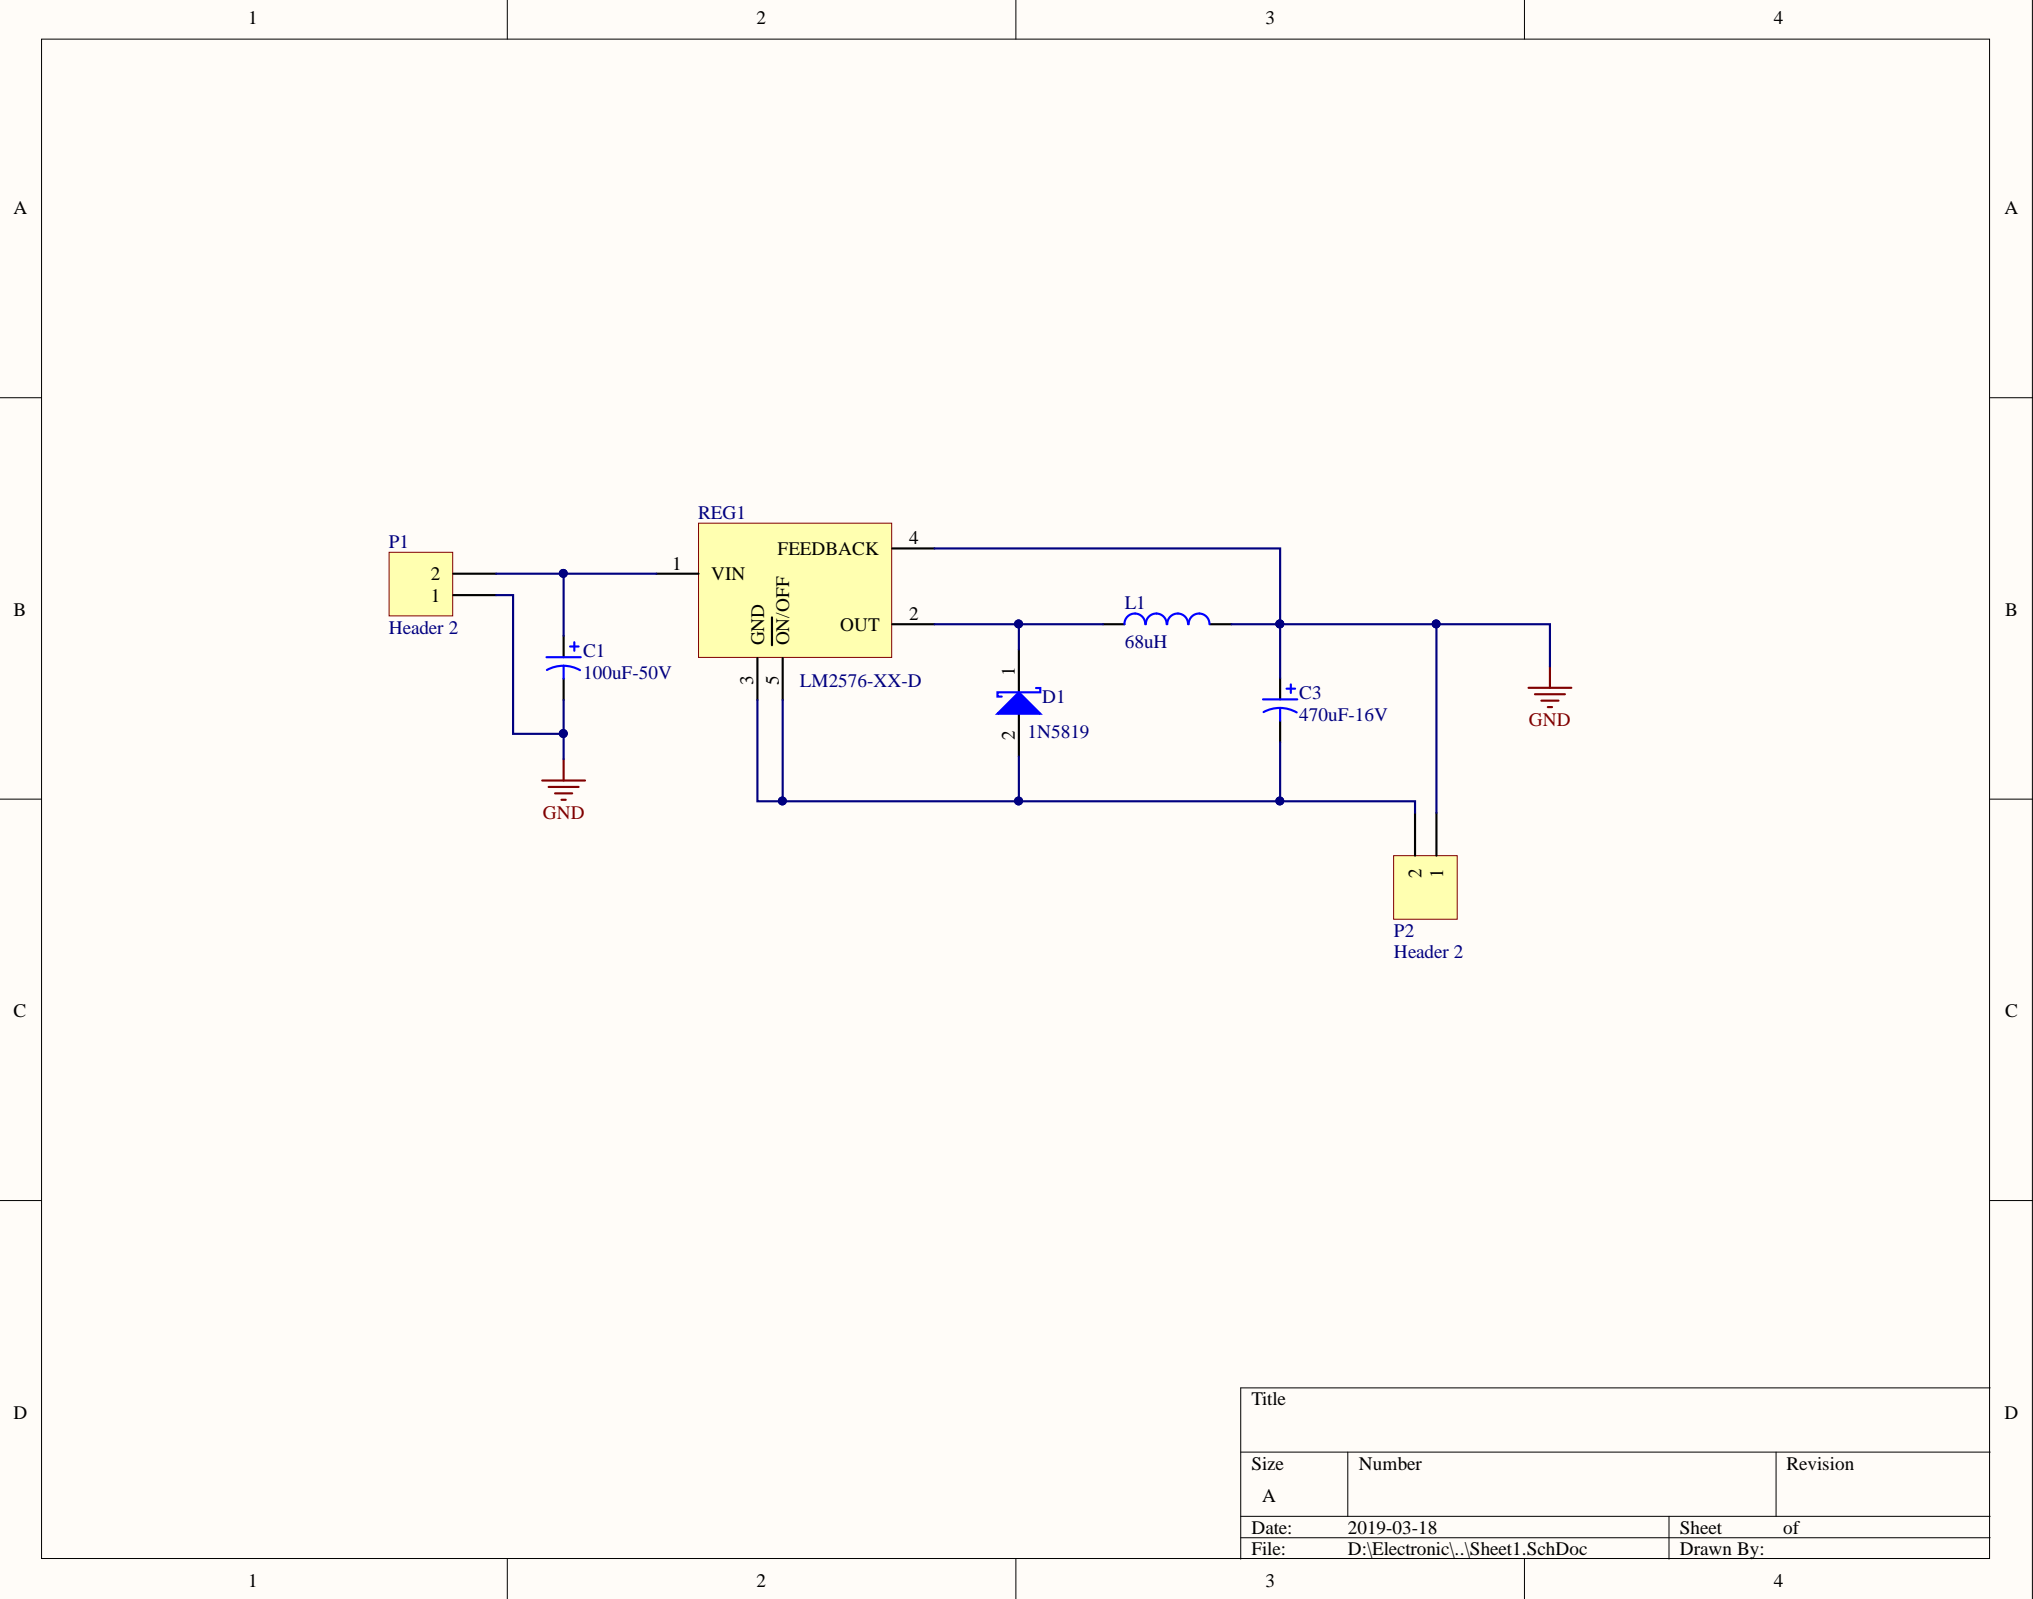 1 2 3 4
A A
REG1
P1
4
FEEDBACK
1
2
VIN
1
B B
GND
ON/OFF
2
OUT
L1
Header 2
68uH
C1
100uF-50V
3
5
LM2576-XX-D
1
D1
1N5819
2
C3
470uF-16V
GND
GND
2
1
P2
Header 2
C C
D D
Title
Size Number Revision
A
Date: 2019-03-18 Sheet of
File: D:\Electronic\..\Sheet1.SchDoc Drawn By:
1 2 3 4